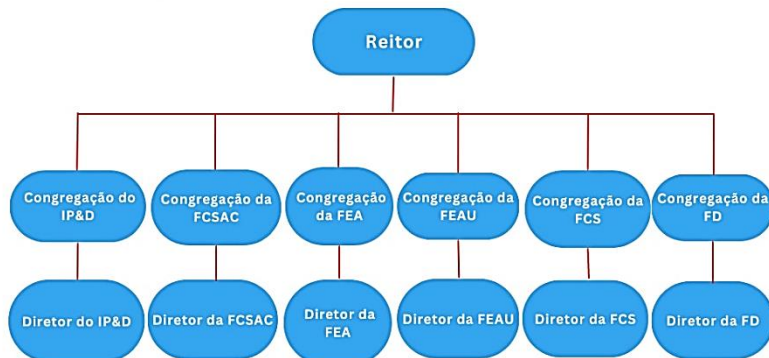 Reitor
Congregação do
IP&D
Congregação da
FCSAC
Congregação
da FEA
Congregação da
FEAU
Congregação da
FCS
Congregação da
FD
Diretor do IP&D
Diretor da FCSAC
Diretor da
FEA
Diretor da FEAU
Diretor da FCS
Diretor da FD